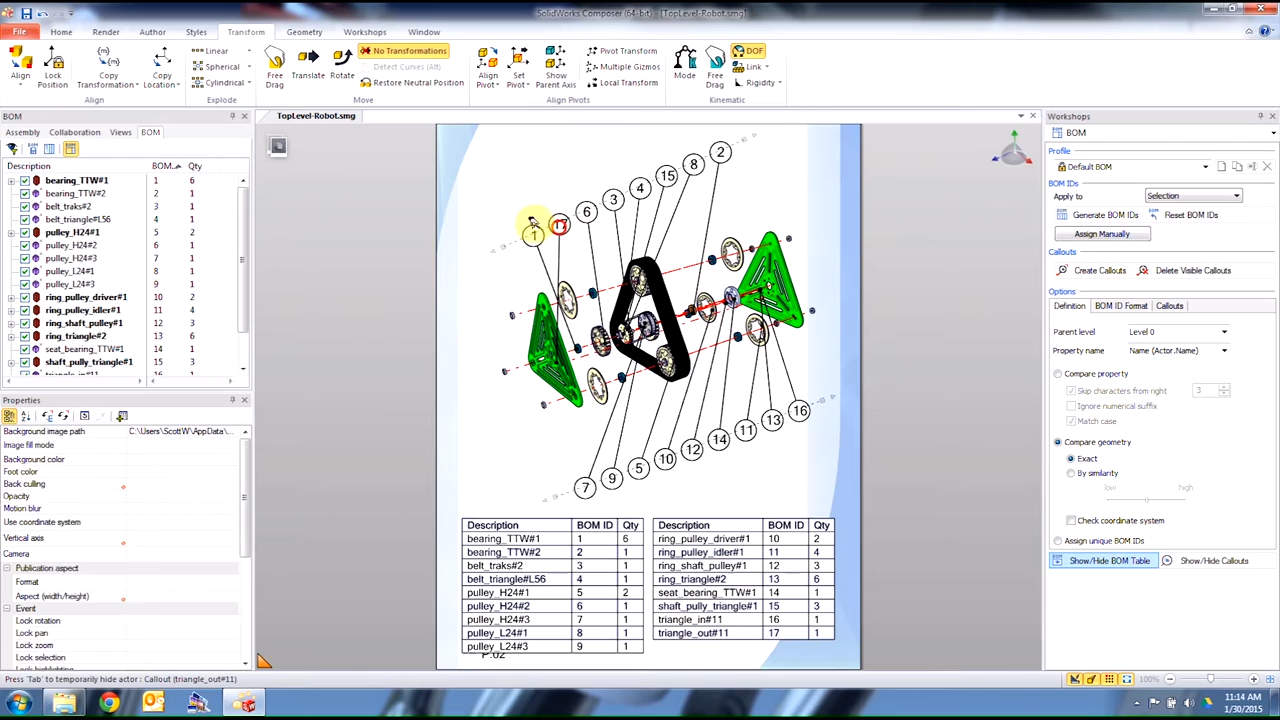 SolidWorks Composer (64-bit) - [TopLevel-Robot.smg]
File Home Render Author Styles Transform Geometry Workshops Window
Align Lock Position Copy Transformation Copy Location Linear Spherical Cylindrical Free Drag Translate Rotate No Transformations Detect Curves (Alt) Restore Neutral Position Align Pivot Set Pivot Show Parent Axis Pivot Transform Multiple Gizmos Local Transform Mode Free Drag DOF Link Rigidity
Align Explode Move Align Pivots Kinematic
BOM
Assembly Collaboration Views BOM
Description BOM Qty
bearing_TTW#1 1 6
bearing_TTW#2 2 1
belt_traks#2 3 1
belt_triangle#L56 4 1
pulley_H24#1 5 2
pulley_H24#2 6 1
pulley_H24#3 7 1
pulley_L24#1 8 1
pulley_L24#3 9 1
ring_pulley_driver#1 10 2
ring_pulley_idler#1 11 4
ring_shaft_pulley#1 12 3
ring_triangle#2 13 6
seat_bearing_TTW#1 14 1
shaft_pully_triangle#1 15 3
triangle_in#11 16 1
Properties
Background image path C:\Users\ScottW\AppData\...
Image fill mode
Background color
Foot color
Back culling
Opacity
Motion blur
Use coordinate system
Vertical axis
Camera
Publication aspect
Format
Aspect (width/height)
Event
Lock rotation
Lock pan
Lock zoom
Lock selection
Lock highlighting
TopLevel-Robot.smg
1 17 6 3 4 15 8 2
7 9 5 10 12 14 11 13 16
Description BOM ID Qty
bearing_TTW#1 1 6
bearing_TTW#2 2 1
belt_traks#2 3 1
belt_triangle#L56 4 1
pulley_H24#1 5 2
pulley_H24#2 6 1
pulley_H24#3 7 1
pulley_L24#1 8 1
pulley_L24#3 9 1
P.02
Description BOM ID Qty
ring_pulley_driver#1 10 2
ring_pulley_idler#1 11 4
ring_shaft_pulley#1 12 3
ring_triangle#2 13 6
seat_bearing_TTW#1 14 1
shaft_pully_triangle#1 15 3
triangle_in#11 16 1
triangle_out#11 17 1
Workshops
BOM
Profile
Default BOM
BOM IDs
Apply to Selection
Generate BOM IDs Reset BOM IDs
Assign Manually
Callouts
Create Callouts Delete Visible Callouts
Options
Definition BOM ID Format Callouts
Parent level Level 0
Property name Name (Actor.Name)
Compare property
Skip characters from right 3
Ignore numerical suffix
Match case
Compare geometry
Exact
By similarity
low high
Check coordinate system
Assign unique BOM IDs
Show/Hide BOM Table Show/Hide Callouts
Press 'Tab' to temporarily hide actor : Callout (triangle_out#11)
100%
11:14 AM
1/30/2015